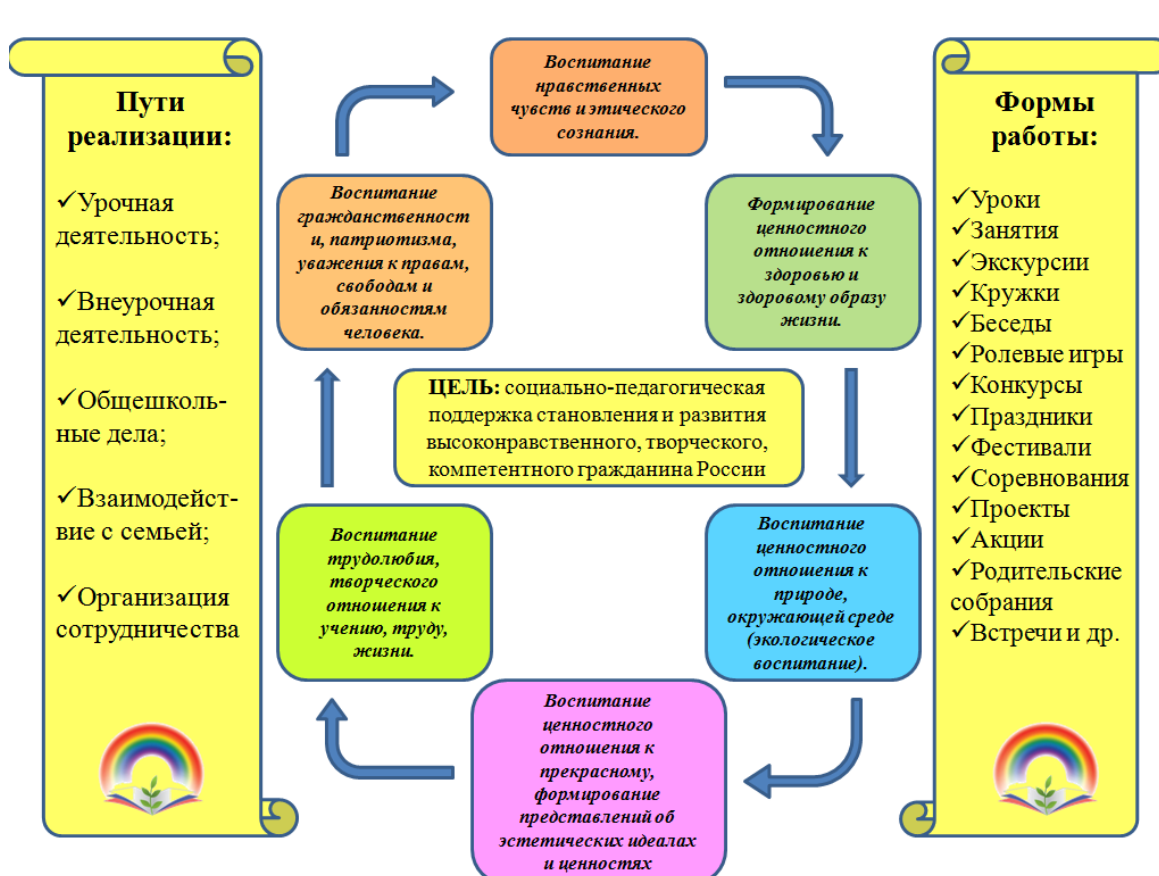 Пути
реализации:
✓Урочная
деятельность;
✓Внеурочная
деятельность;
✓Общешколь-
ные дела;
✓Взаимодейст-
вие с семьей;
✓Организация
сотрудничества
Воспитание
нравственных
чувств и этического
сознания.
Формирование
ценностного
отношения к
здоровью и
здоровому образу
жизни.
Воспитание
ценностного
отношения к
природе,
окружающей среде
(экологическое
воспитание).
Воспитание
ценностного
отношения к
прекрасному,
формирование
представлений об
эстетических идеалах
и ценностях
Воспитание
трудолюбия,
творческого
отношения к
учению, труду,
жизни.
Воспитание
гражданственност
и, патриотизма,
уважения к правам,
свободам и
обязанностям
человека.
ЦЕЛЬ: социально-педагогическая
поддержка становления и развития
высоконравственного, творческого,
компетентного гражданина России
Формы
работы:
✓Уроки
✓Занятия
✓Экскурсии
✓Кружки
✓Беседы
✓Ролевые игры
✓Конкурсы
✓Праздники
✓Фестивали
✓Соревнования
✓Проекты
✓Акции
✓Родительские
собрания
✓Встречи и др.